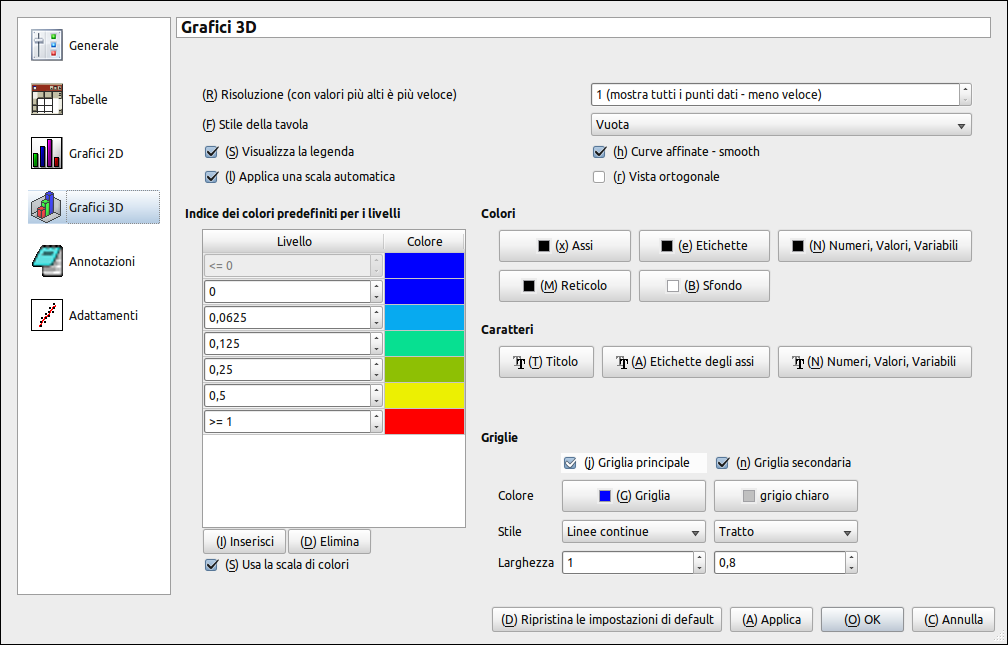 Grafici 3D
Generale
Tabelle
Grafici 2D
Grafici 3D
Annotazioni
Adattamenti
(R) Risoluzione (con valori più alti è più veloce)
1 (mostra tutti i punti dati - meno veloce)
(F) Stile della tavola
Vuota
(S) Visualizza la legenda
(h) Curve affinate - smooth
(l) Applica una scala automatica
(r) Vista ortogonale
Indice dei colori predefiniti per i livelli
Livello Colore
<= 0
0
0,0625
0,125
0,25
0,5
>= 1
(I) Inserisci (D) Elimina
(S) Usa la scala di colori
Colori
(x) Assi (e) Etichette (N) Numeri, Valori, Variabili
(M) Reticolo (B) Sfondo
Caratteri
(T) Titolo (A) Etichette degli assi (N) Numeri, Valori, Variabili
Griglie
(j) Griglia principale (n) Griglia secondaria
Colore (G) Griglia grigio chiaro
Stile Linee continue Tratto
Larghezza 1 0,8
(D) Ripristina le impostazioni di default (A) Applica (O) OK (C) Annulla